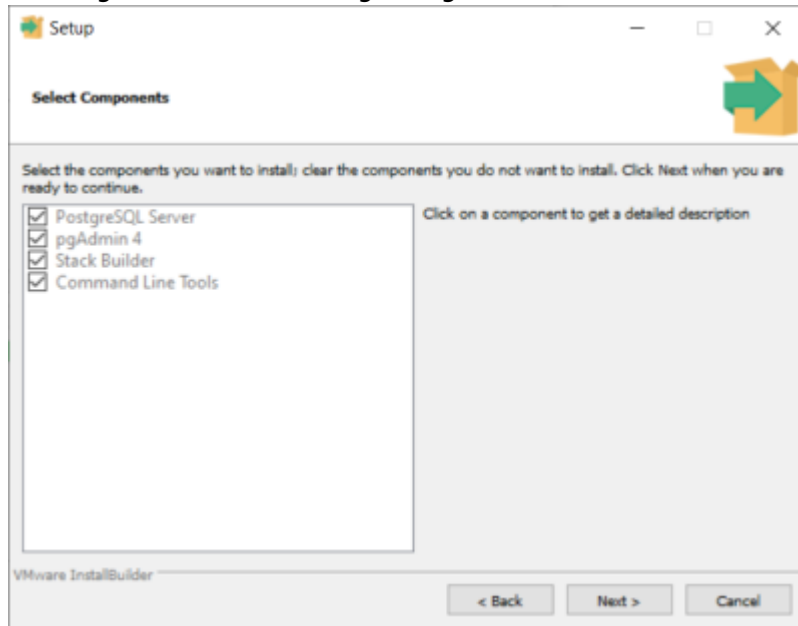 Setup
Select Components
Select the components you want to install; clear the components you do not want to install. Click Next when you are
ready to continue.
PostgreSQL Server
pgAdmin 4
Stack Builder
Command Line Tools
Click on a component to get a detailed description
VMware InstallBuilder
< Back
Next >
Cancel